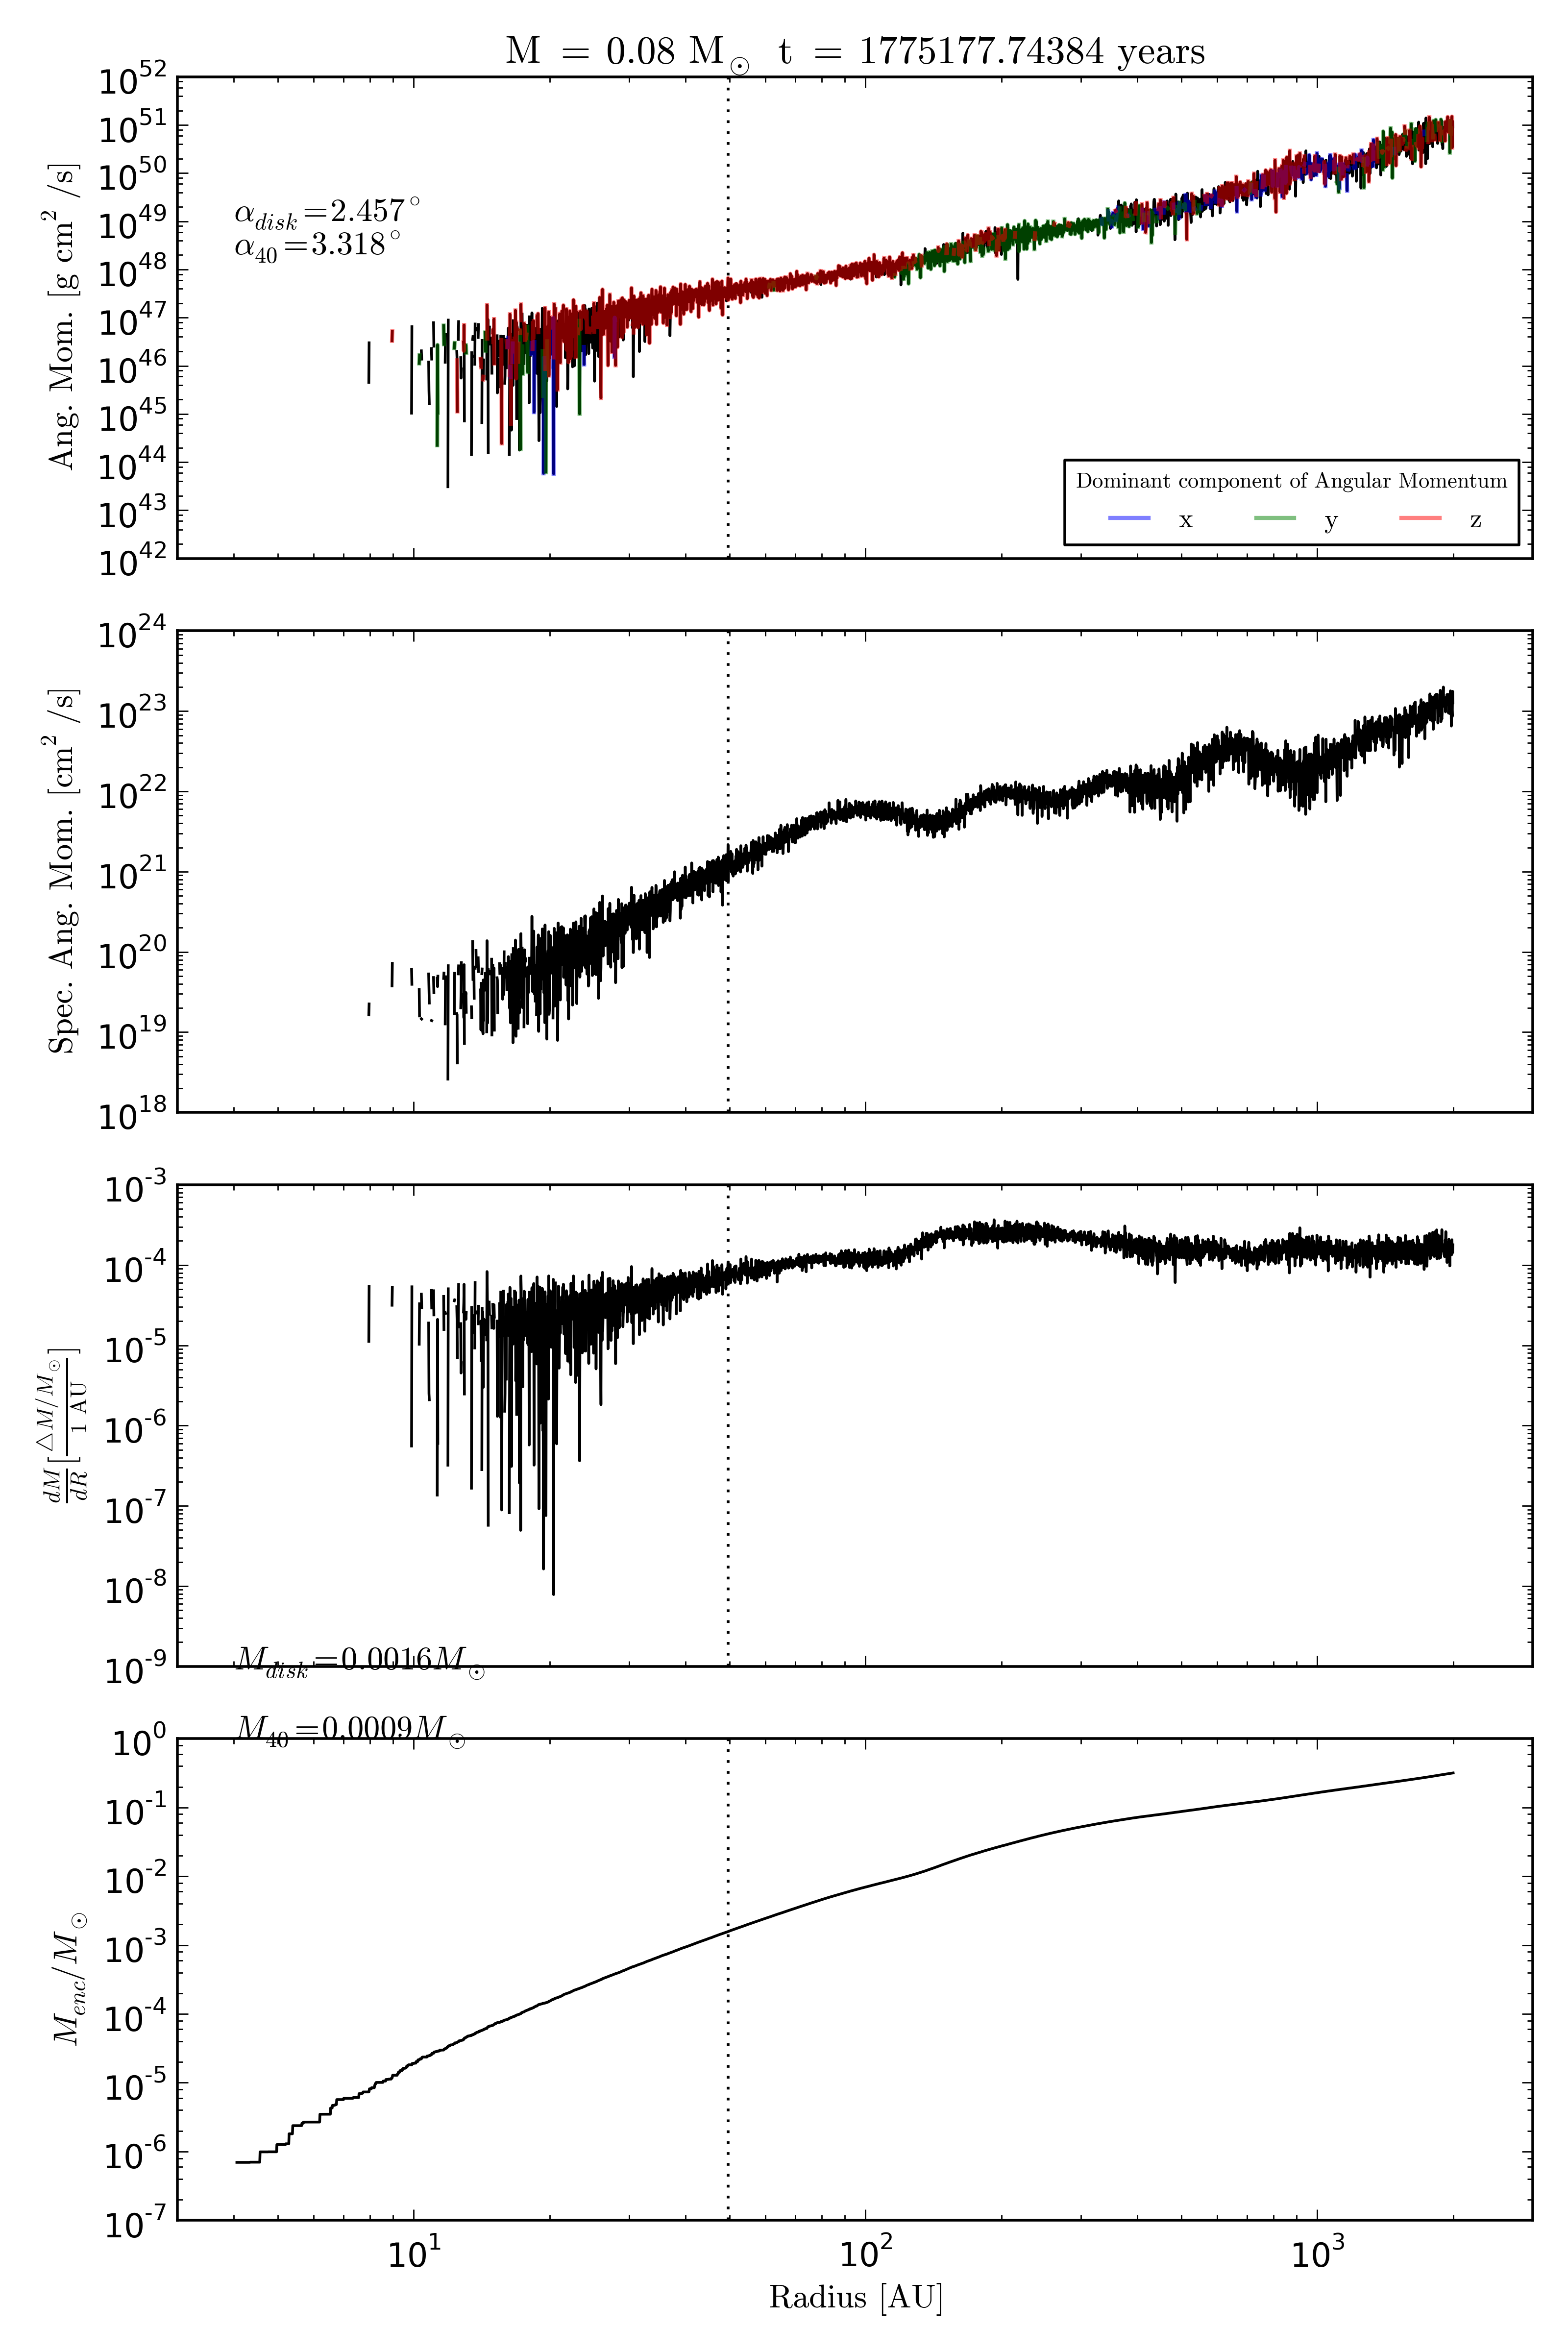 M = 0.08 M⊙ t = 1775177.74384 years
10^52
10^51
10^50
10^49
10^48
10^47
10^46
10^45
10^44
10^43
10^42
Ang. Mom. [g cm^2 /s]
α_disk=2.457°
α_40=3.318°
Dominant component of Angular Momentum
x y z
10^24
10^23
10^22
10^21
10^20
10^19
10^18
Spec. Ang. Mom. [cm^2 /s]
10^-3
10^-4
10^-5
10^-6
10^-7
10^-8
10^-9
dM/dR [△M/M⊙ / 1 AU]
M_disk=0.0016M⊙
M_40=0.0009M⊙
10^0
10^-1
10^-2
10^-3
10^-4
10^-5
10^-6
10^-7
M_enc/M⊙
10^1 10^2 10^3
Radius [AU]